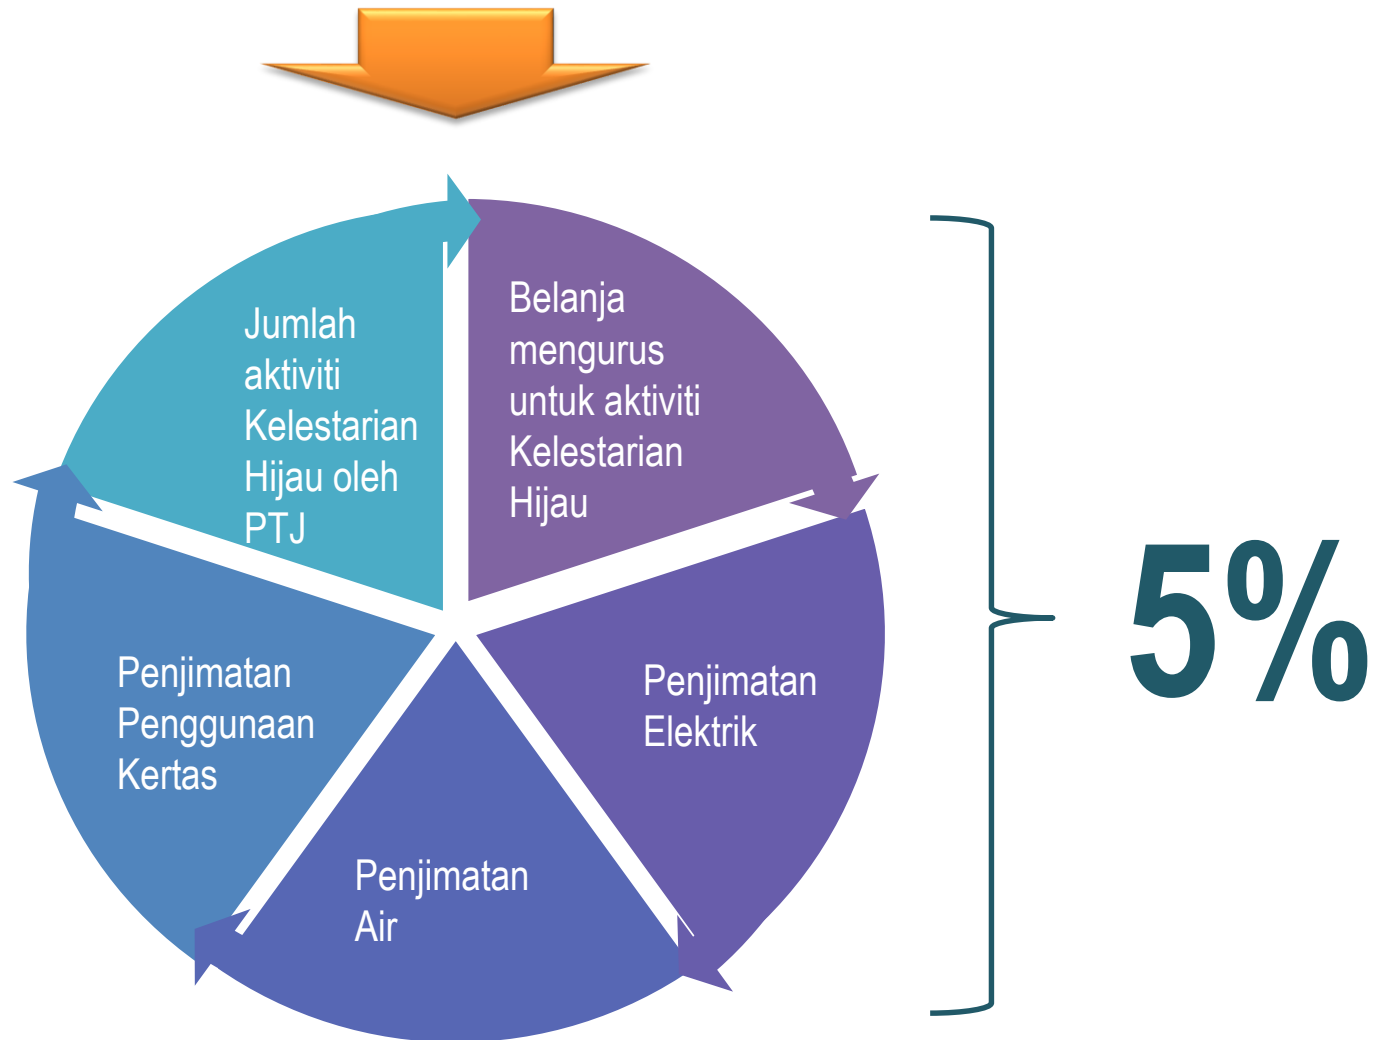 Jumlah
aktiviti
Kelestarian
Hijau oleh
PTJ
Belanja
mengurus
untuk aktiviti
Kelestarian
Hijau
Penjimatan
Elektrik
Penjimatan
Air
Penjimatan
Penggunaan
Kertas
5%